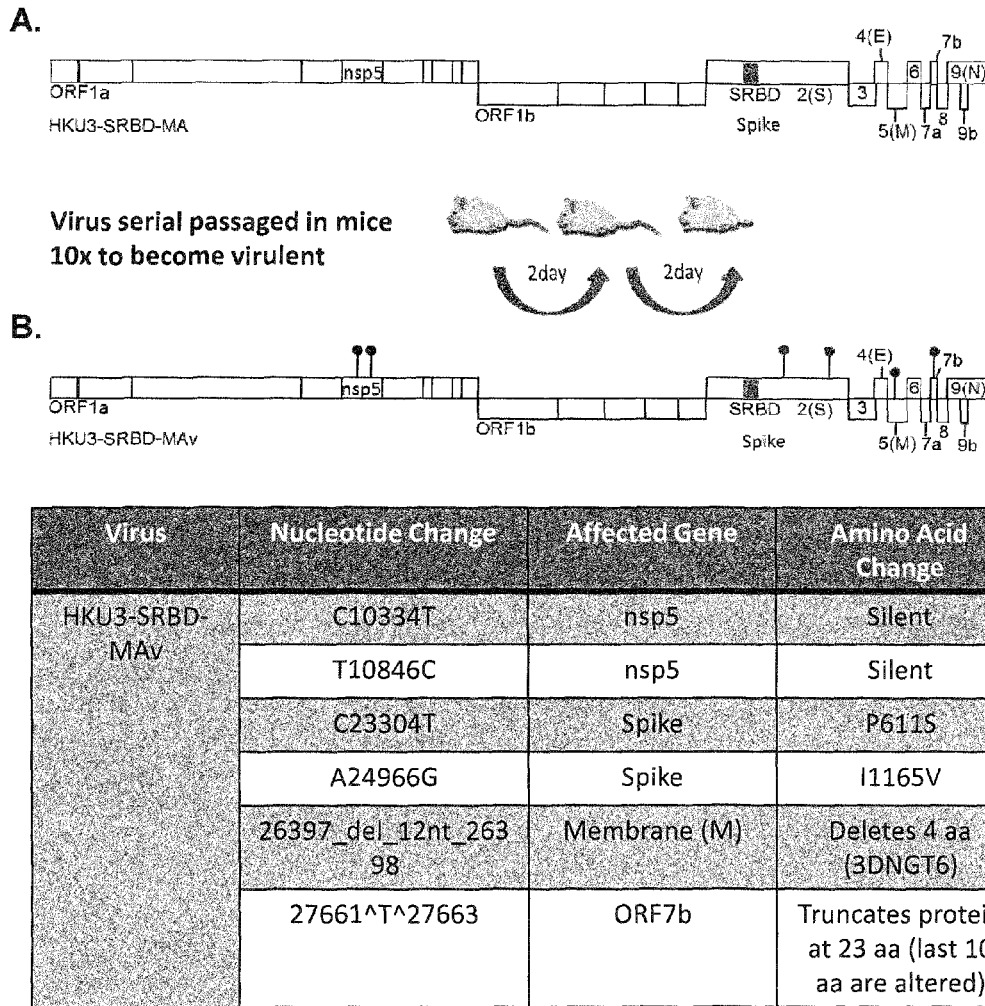 A.
4(E)
7b
nsp5
6
9(N)
ORF1a
SRBD
2(S)
3
HKU3-SRBD-MA
ORF1b
Spike
5(M)
7a
8
9b
Virus serial passaged in mice
10x to become virulent
2day
2day
B.
4(E)
7b
nsp5
6
9(N)
ORF1a
SRBD
2(S)
3
HKU3-SRBD-MAv
ORF1b
Spike
5(M)
7a
8
9b
Virus
Nucleotide Change
Affected Gene
Amino Acid
Change
HKU3-SRBD-
MAv
C10334T
nsp5
Silent
T10846C
nsp5
Silent
C23304T
Spike
P611S
A24966G
Spike
I1165V
26397_del_12nt_263
98
Membrane (M)
Deletes 4 aa
(3DNGT6)
27661^T^27663
ORF7b
Truncates protei
at 23 aa (last 10
aa are altered)